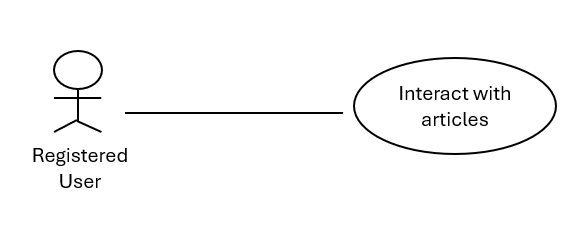 Registered
User
Interact with
articles